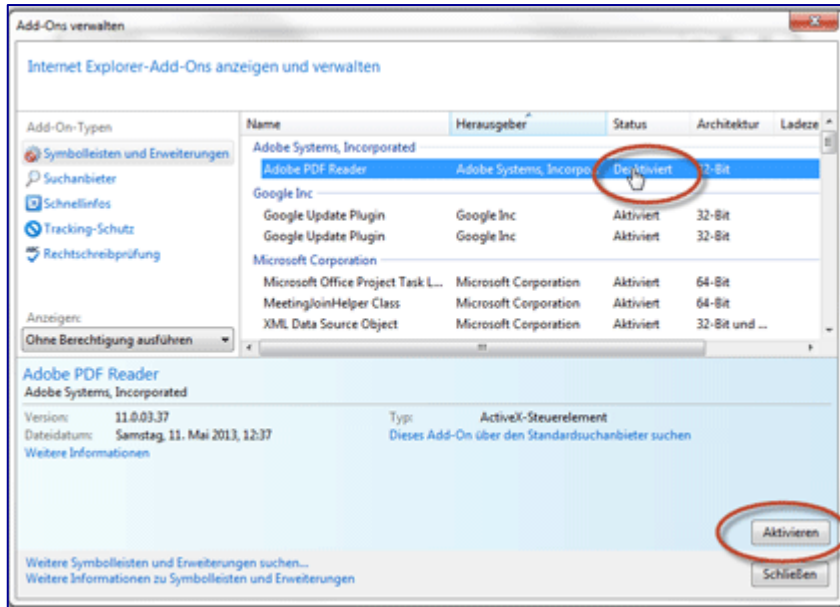 Add-Ons verwalten
Internet Explorer-Add-Ons anzeigen und verwalten
Add-On-Typen
Symbolleisten und Erweiterungen
Suchanbieter
Schnellinfos
Tracking-Schutz
Rechtschreibprüfung
Anzeigen:
Ohne Berechtigung ausführen
Name Herausgeber Status Architektur Ladeze
Adobe Systems, Incorporated
Adobe PDF Reader Adobe Systems, Incorpo... Deaktiviert 32-Bit
Google Inc
Google Update Plugin Google Inc Aktiviert 32-Bit
Google Update Plugin Google Inc Aktiviert 32-Bit
Microsoft Corporation
Microsoft Office Project Task L... Microsoft Corporation Aktiviert 64-Bit
MeetingJoinHelper Class Microsoft Corporation Aktiviert 64-Bit
XML Data Source Object Microsoft Corporation Aktiviert 32-Bit und ...
Adobe PDF Reader
Adobe Systems, Incorporated
Version: 11.0.03.37 Typ: ActiveX-Steuerelement
Dateidatum: Samstag, 11. Mai 2013, 12:37 Dieses Add-On über den Standardsuchanbieter suchen
Weitere Informationen
Aktivieren
Weitere Symbolleisten und Erweiterungen suchen...
Weitere Informationen zu Symbolleisten und Erweiterungen
Schließen